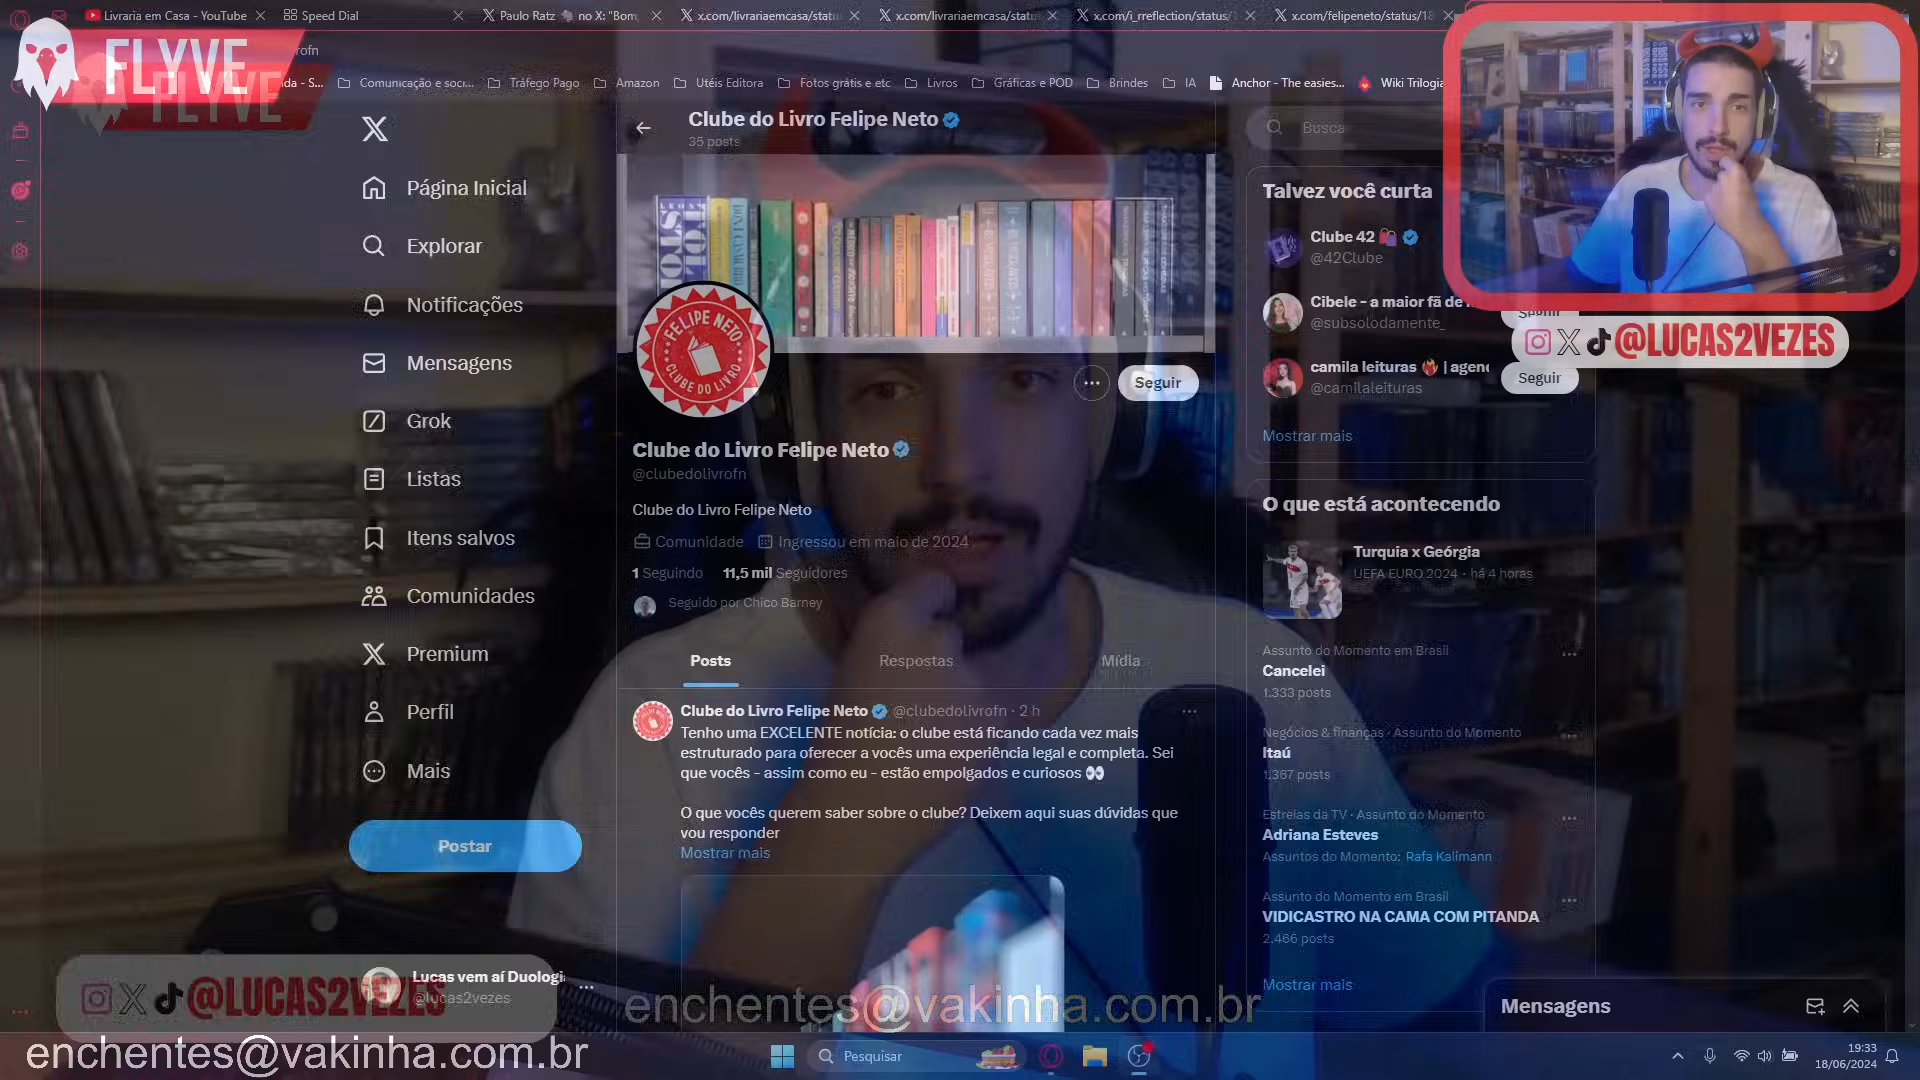 Livraria em Casa - YouTube
Speed Dial
Paulo Ratz
no X: "Bom,
x.com/livrariaemcasa/statu
x.com/livrariaemcasa/statu
x.com/i_rreflection/status/1
x.com/felipeneto/status/18
FLYVE
FLYVE
rofn
da - S...
Comunicação e soci...
Tráfego Pago
Amazon
Utéis Editora
Fotos grátis e etc
Livros
Gráficas e POD
Brindes
IA
Anchor - The easies...
Wiki Trilogia
Página Inicial
Explorar
Notificações
Mensagens
Grok
Listas
Itens salvos
Comunidades
Premium
Perfil
Mais
Postar
Lucas vem aí Duologi
@lucas2vezes
Clube do Livro Felipe Neto
35 posts
FELIPE NETO
CLUBE DO LIVRO
Seguir
Clube do Livro Felipe Neto
@clubedolivrofn
Clube do Livro Felipe Neto
Comunidade
Ingressou em maio de 2024
1 Seguindo
11,5 mil Seguidores
Seguido por Chico Barney
Posts
Respostas
Mídia
Clube do Livro Felipe Neto @clubedolivrofn · 2 h
Tenho uma EXCELENTE notícia: o clube está ficando cada vez mais
estruturado para oferecer a vocês uma experiência legal e completa. Sei
que vocês - assim como eu - estão empolgados e curiosos 👀
O que vocês querem saber sobre o clube? Deixem aqui suas dúvidas que
vou responder
Mostrar mais
Busca
Talvez você curta
Clube 42 🛍️
@42Clube
Cibele - a maior fã de
@subsolodamente_
Seguir
camila leituras 🔥 | agen
@camilaleituras
Seguir
Mostrar mais
@LUCAS2VEZES
O que está acontecendo
Turquia x Geórgia
UEFA EURO 2024 · há 4 horas
Assunto do Momento em Brasil
Cancelei
1.333 posts
Negócios & finanças · Assunto do Momento
Itaú
1.367 posts
Estrelas da TV · Assunto do Momento
Adriana Esteves
Assuntos do Momento: Rafa Kalimann
Assunto do Momento em Brasil
VIDICASTRO NA CAMA COM PITANDA
2.466 posts
Mostrar mais
Mensagens
@LUCAS2VEZES
enchentes@vakinha.com.br
enchentes@vakinha.com.br
Pesquisar
19:33
18/06/2024